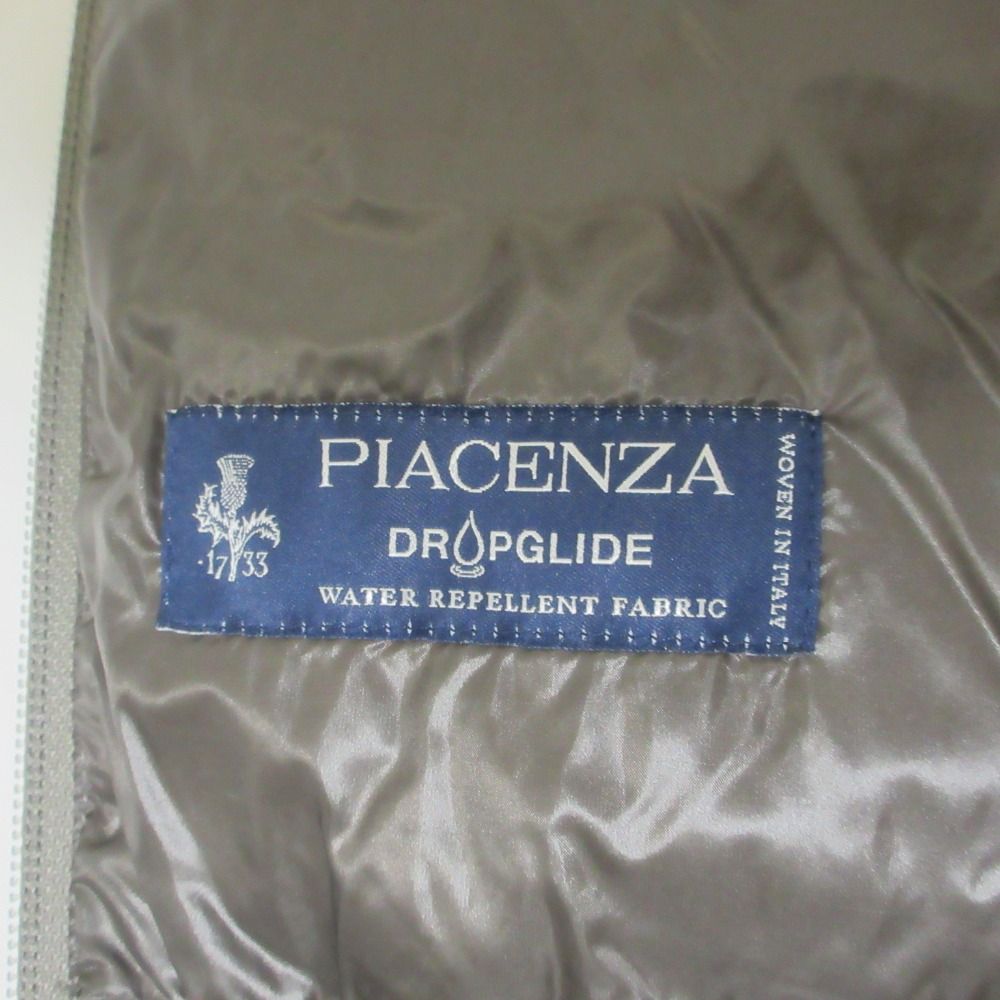 PIACENZA
DROPGLIDE
WATER REPELLENT FABRIC
·1733
WOVEN IN ITALY